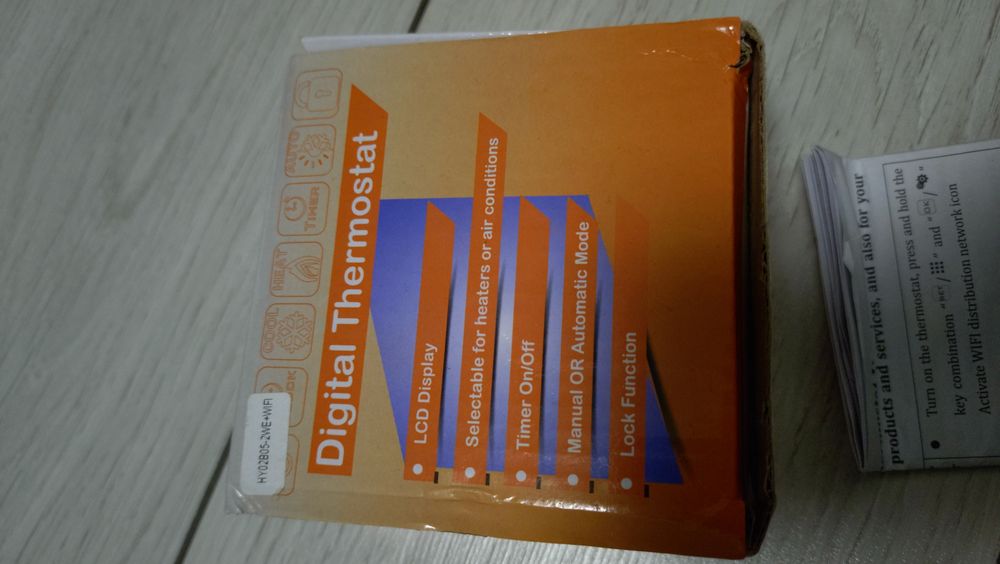 HY02B05-2WE+WIFI
OK
COOL
HEAT
TIMER
AUTO
Digital Thermostat
LCD Display
Selectable for heaters or air conditions
Timer On/Off
Manual OR Automatic Mode
Lock Function
products and services, and also for your
Turn on the thermostat, press and hold the
key combination " / " and "OK / "
Activate WIFI distribution network icon